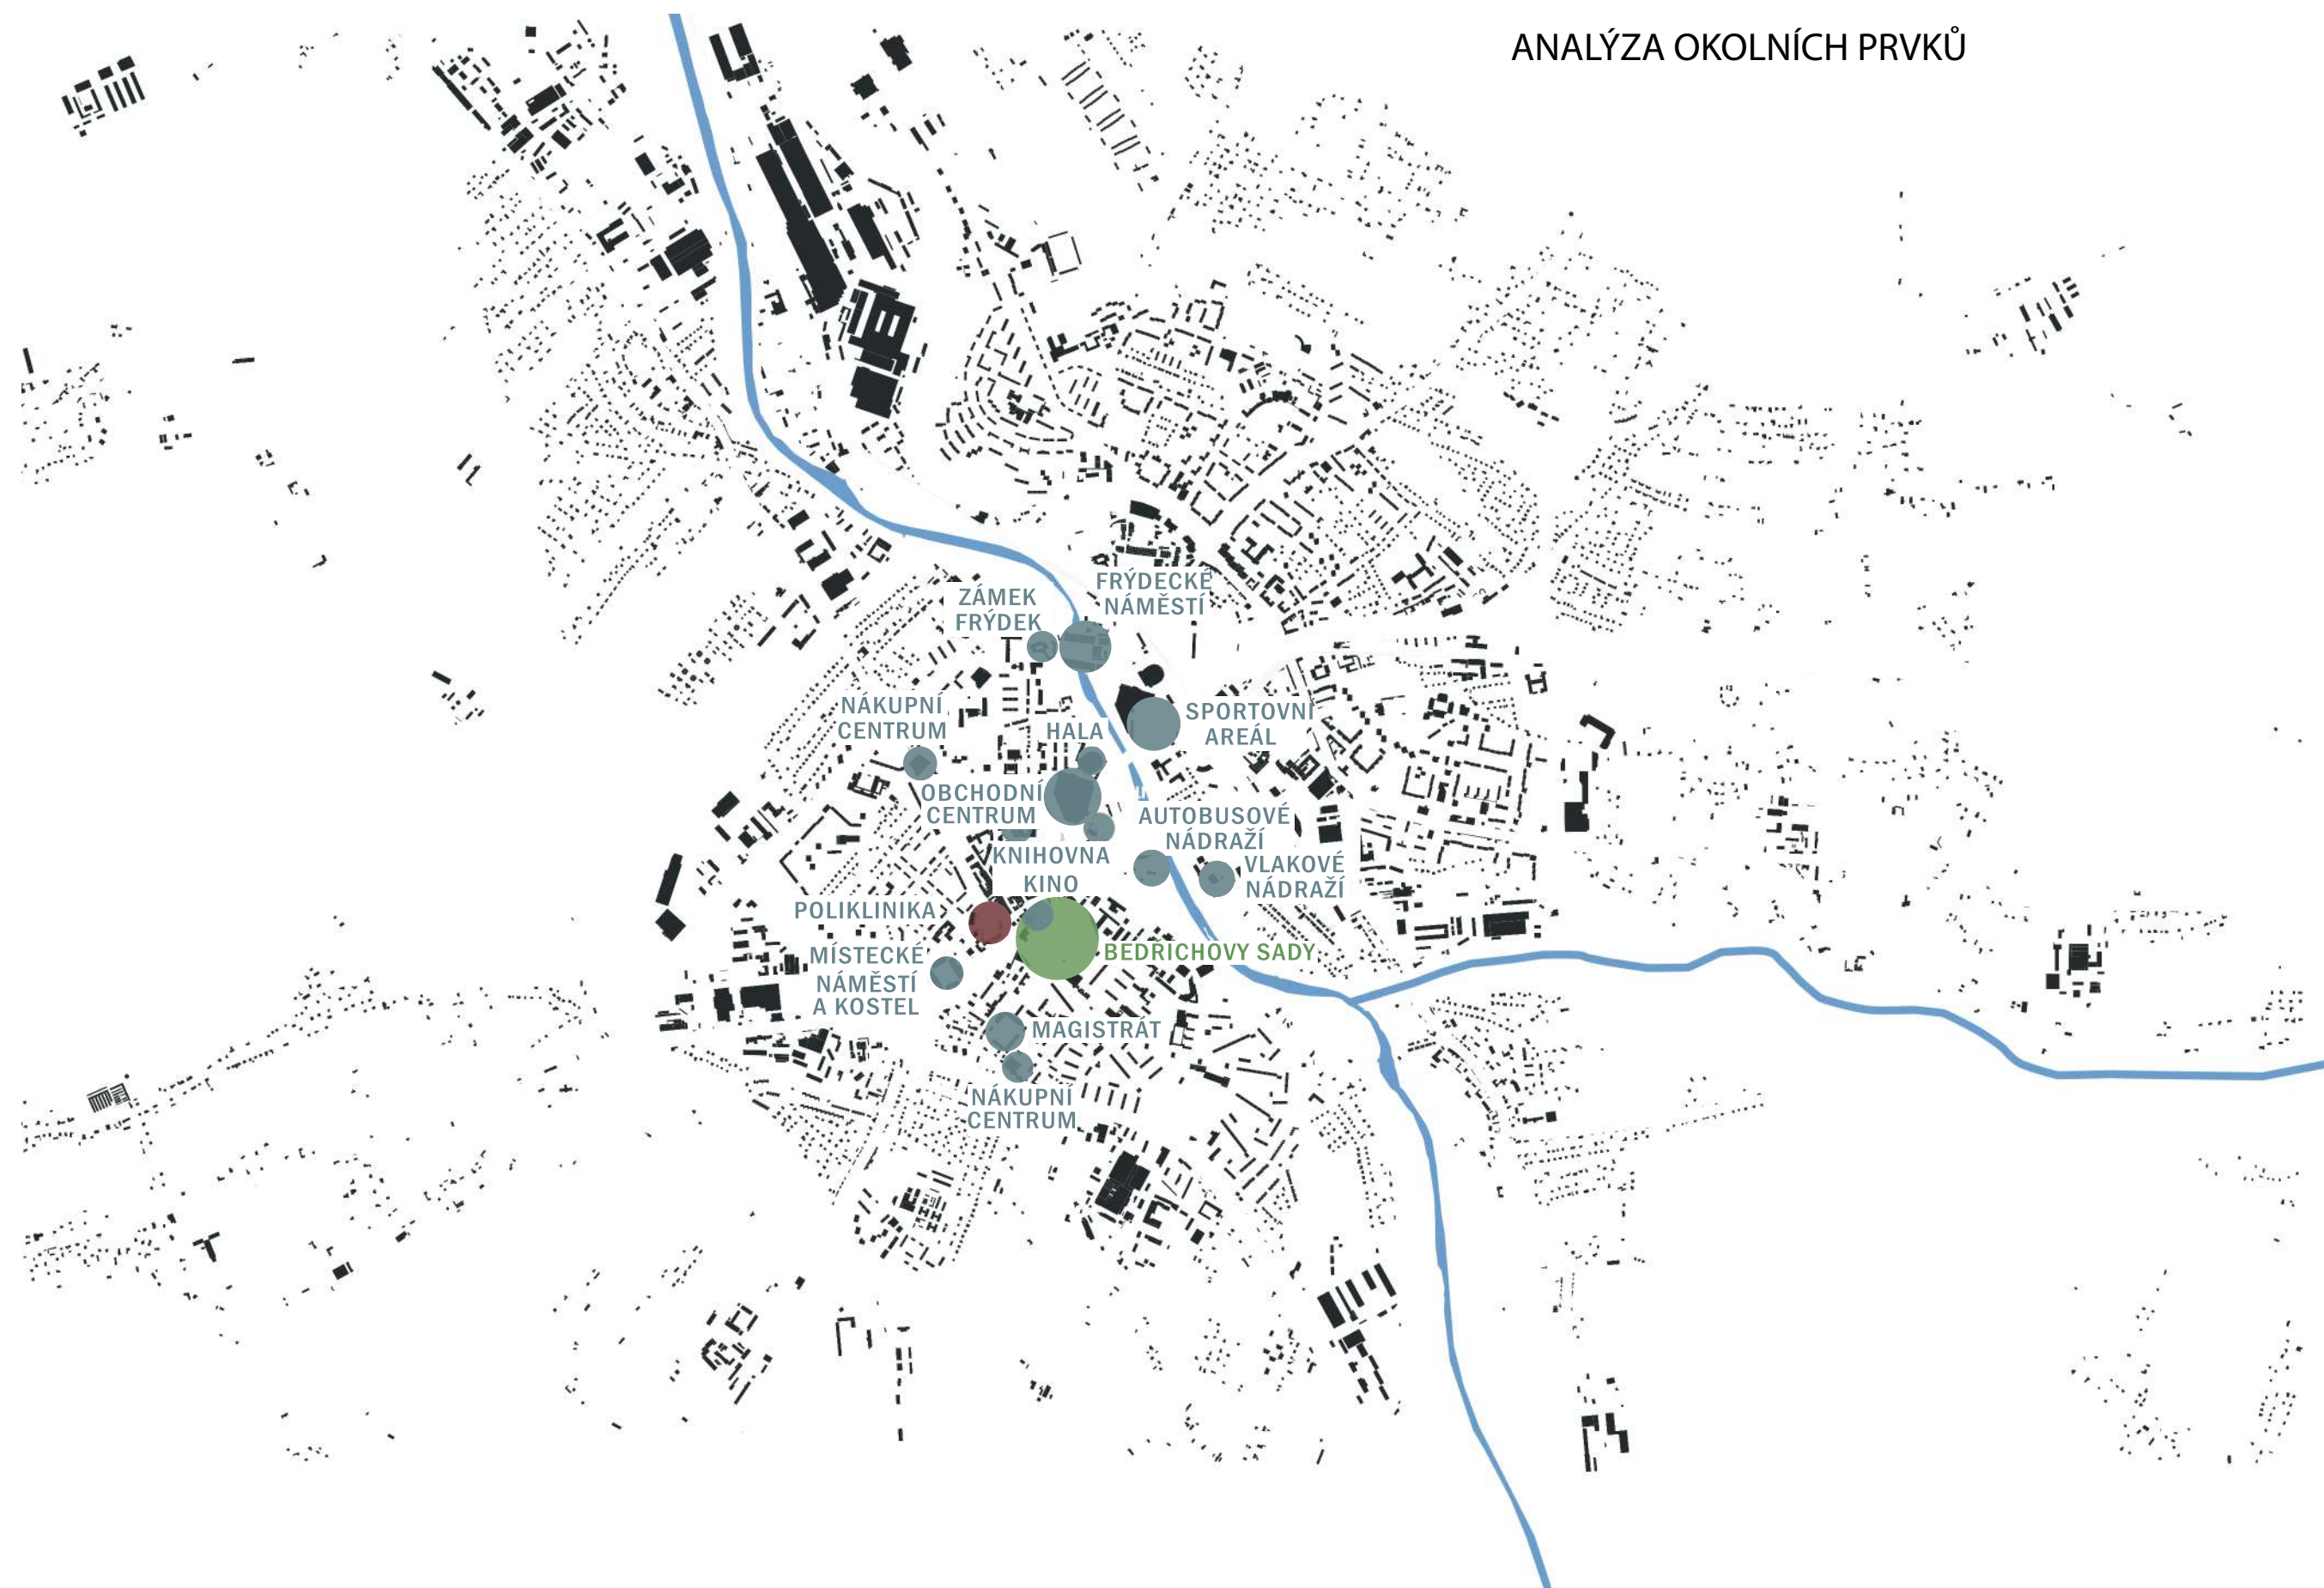 ANALÝZA OKOLNÍCH PRVKŮ
FRÝDECKÉ
NÁMĚSTÍ
ZÁMEK
FRÝDEK
NÁKUPNÍ
CENTRUM
HALA
SPORTOVNÍ
AREÁL
OBCHODNÍ
CENTRUM
AUTOBUSOVÉ
NÁDRAŽÍ
KNIHOVNA
KINO
VLAKOVÉ
NÁDRAŽÍ
POLIKLINIKA
BEDŘICHOVY SADY
MÍSTECKÉ
NÁMĚSTÍ
A KOSTEL
MAGISTRÁT
NÁKUPNÍ
CENTRUM